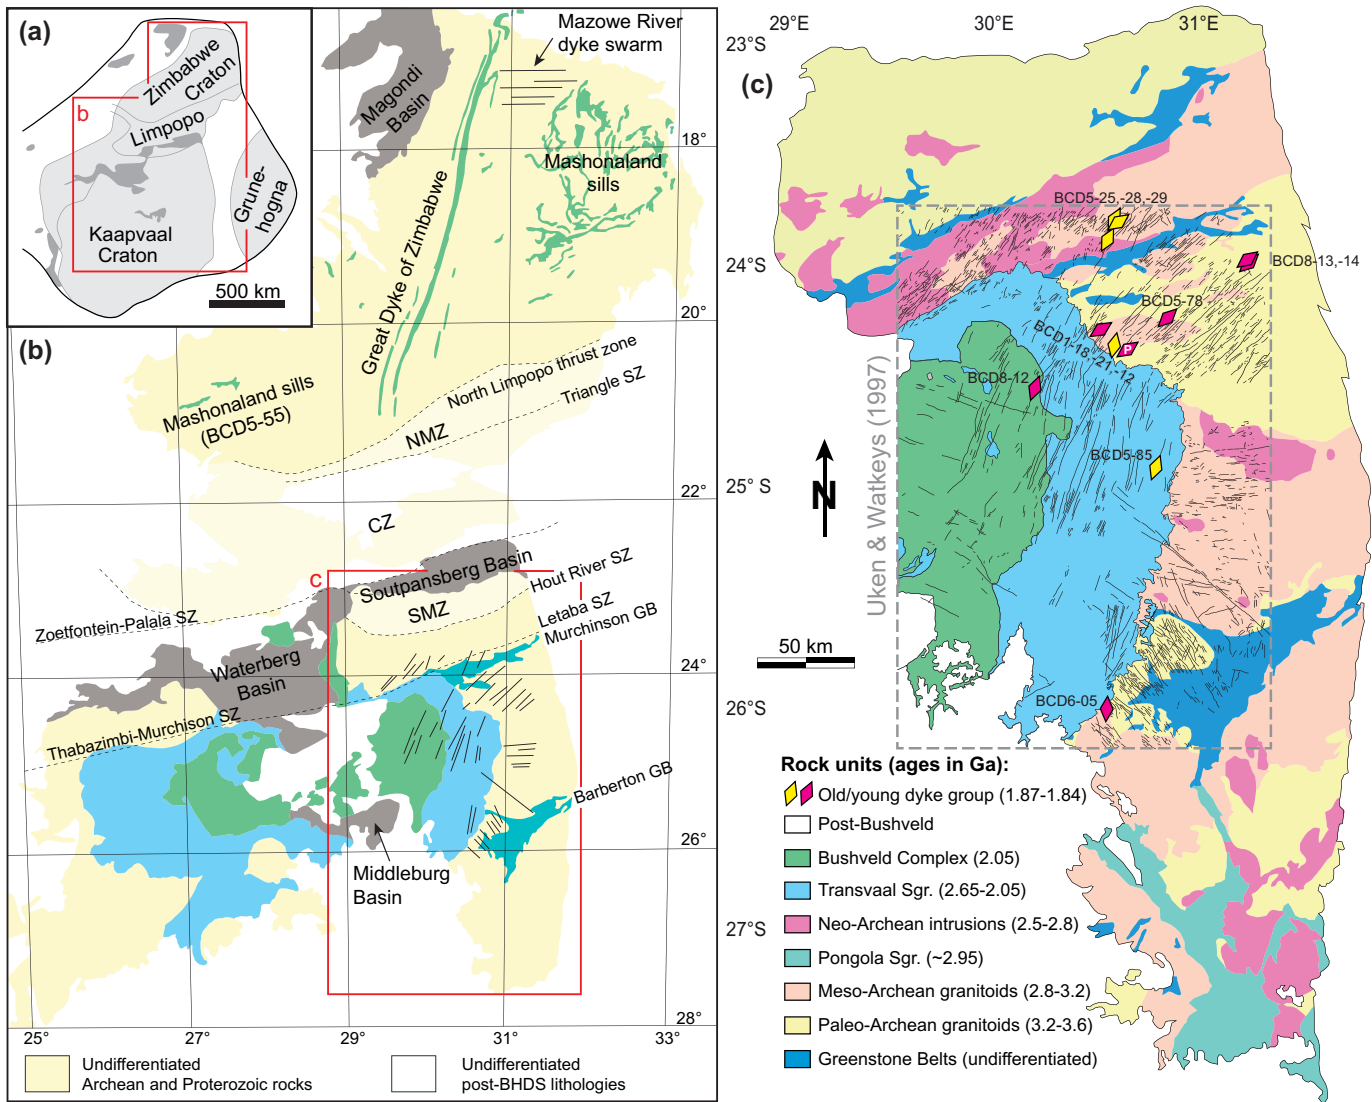 (a)
Zimbabwe
Craton
b
Limpopo
Kaapvaal
Craton
Grune-
hogna
500 km
(b)
Mazowe River
dyke swarm
Magondi
Basin
18°
Mashonaland
sills
Great Dyke of Zimbabwe
20°
Mashonaland sills
(BCD5-55)
North Limpopo thrust zone
Triangle SZ
NMZ
22°
CZ
c
Soutpansberg Basin
Hout River SZ
SMZ
Letaba SZ
Murchinson GB
Zoetfontein-Palala SZ
Waterberg
Basin
24°
Thabazimbi-Murchison SZ
Barberton GB
26°
Middleburg
Basin
28°
25°
27°
29°
31°
33°
Undifferentiated
Archean and Proterozoic rocks
Undifferentiated
post-BHDS lithologies
(c)
29°E
30°E
31°E
23°S
24°S
25° S
26°S
27°S
BCD5-25,-28,-29
BCD8-13,-14
BCD5-78
BCD1-18,-21,-12
P
BCD8-12
BCD5-85
BCD6-05
Uken & Watkeys (1997)
N
50 km
Rock units (ages in Ga):
Old/young dyke group (1.87-1.84)
Post-Bushveld
Bushveld Complex (2.05)
Transvaal Sgr. (2.65-2.05)
Neo-Archean intrusions (2.5-2.8)
Pongola Sgr. (~2.95)
Meso-Archean granitoids (2.8-3.2)
Paleo-Archean granitoids (3.2-3.6)
Greenstone Belts (undifferentiated)